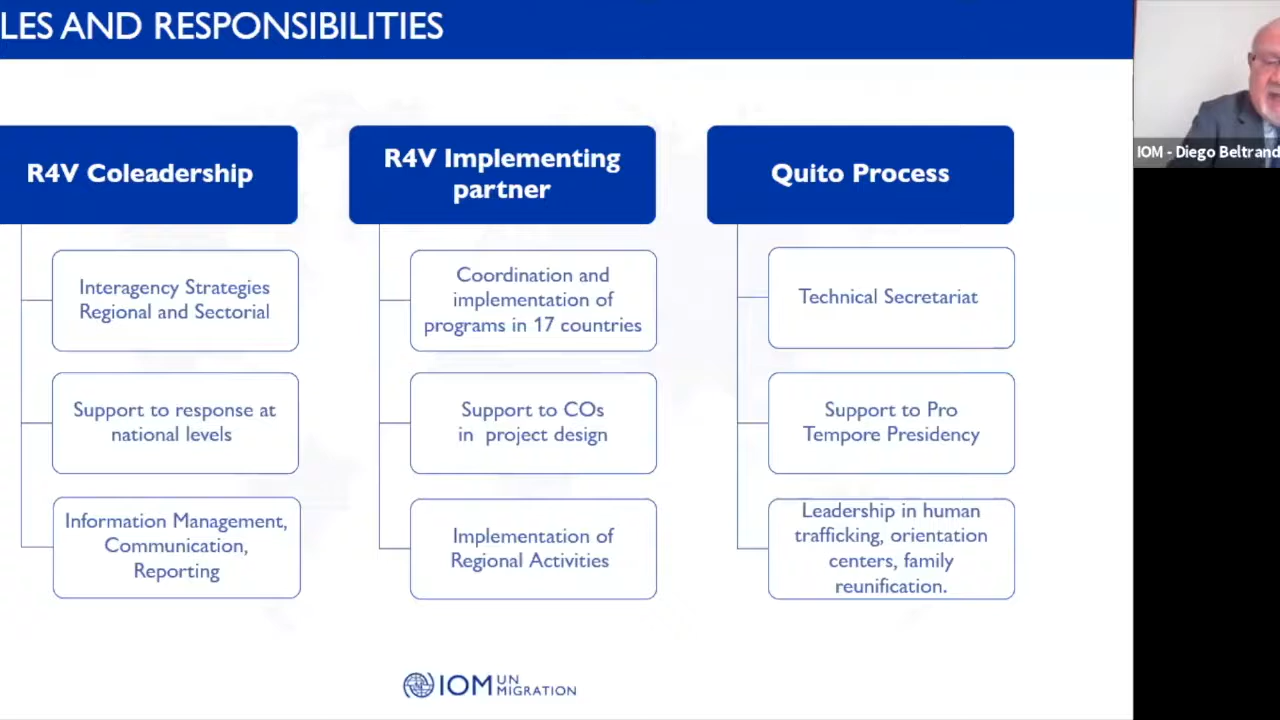 LES AND RESPONSIBILITIES
IOM - Diego Beltrand
R4V Coleadership
Interagency Strategies
Regional and Sectorial
Support to response at
national levels
Information Management,
Communication,
Reporting
R4V Implementing
partner
Coordination and
implementation of
programs in 17 countries
Support to COs
in project design
Implementation of
Regional Activities
Quito Process
Technical Secretariat
Support to Pro
Tempore Presidency
Leadership in human
trafficking, orientation
centers, family
reunification.
IOM UN
MIGRATION